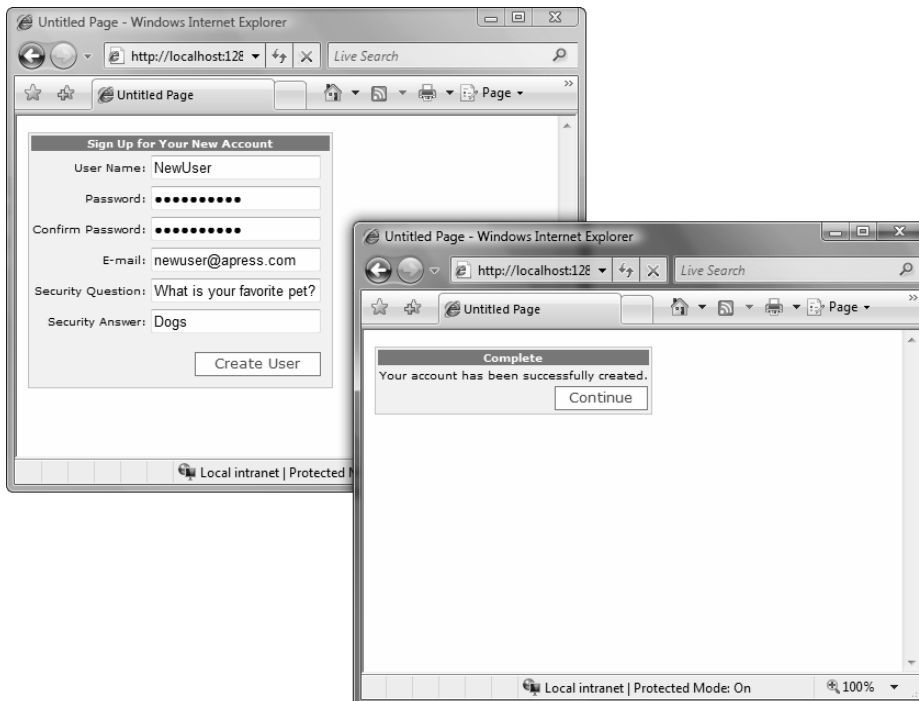 Untitled Page - Windows Internet Explorer
http://localhost:128
Live Search
Untitled Page
Page
»
Sign Up for Your New Account
User Name: NewUser
Password: ••••••••••
Confirm Password: ••••••••••
E-mail: newuser@apress.com
Security Question: What is your favorite pet?
Security Answer: Dogs
Create User
Local intranet | Protected
Untitled Page - Windows Internet Explorer
http://localhost:128
Live Search
Untitled Page
Page
»
Complete
Your account has been successfully created.
Continue
Local intranet | Protected Mode: On
100%